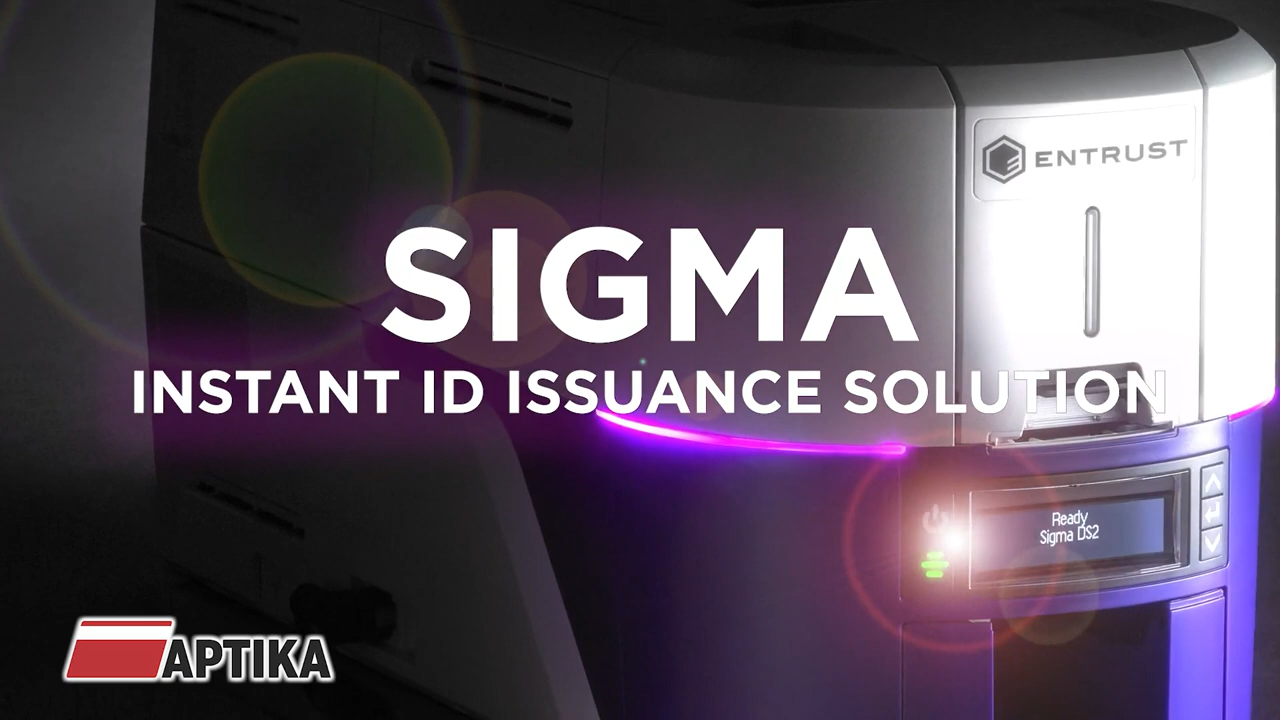 ENTRUST
SIGMA
INSTANT ID ISSUANCE SOLUTION
Ready
Sigma DS2
APTIKA